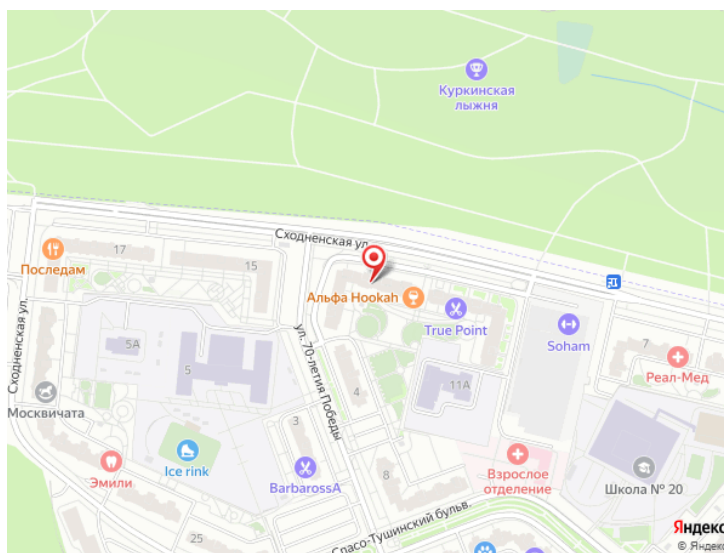 Куркинская
лыжня
Сходненская ул.
17
Последам
15
Альфа Hookah
True Point
Soham
7
Реал-Мед
Сходненская ул.
5А
5
ул. 70-летия Победы
4
11А
Москвичата
3
Ice rink
BarbarossA
Эмили
8
Взрослое
отделение
Школа № 20
25
Спасо-Тушинский бульв.
Яндекс
© Яндекс